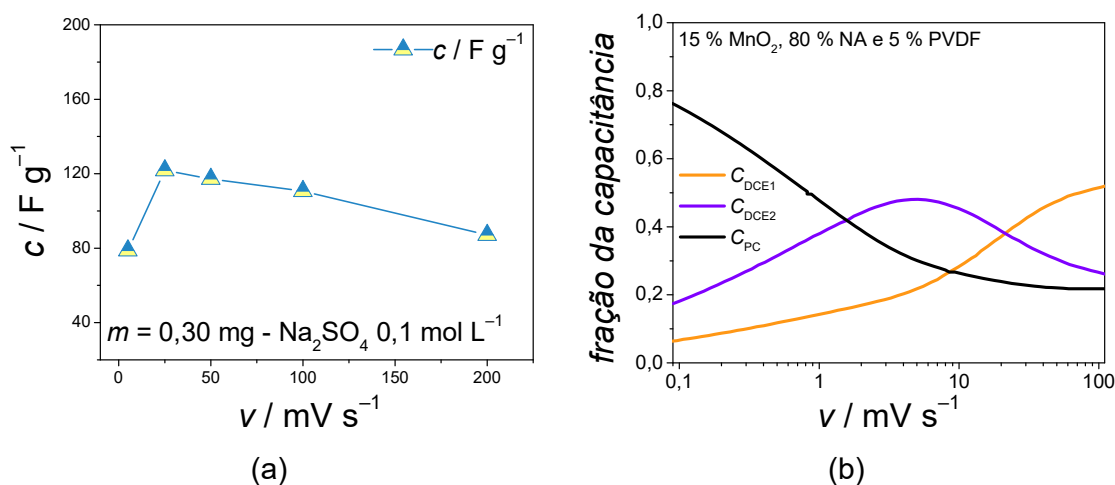 200
160
120
80
40
c / F g⁻¹
c / F g⁻¹
m = 0,30 mg - Na₂SO₄ 0,1 mol L⁻¹
0
50
100
150
200
v / mV s⁻¹
(a)
1,0
0,8
0,6
0,4
0,2
0,0
fração da capacitância
15 % MnO₂, 80 % NA e 5 % PVDF
C_DCE1
C_DCE2
C_PC
0,1
1
10
100
v / mV s⁻¹
(b)